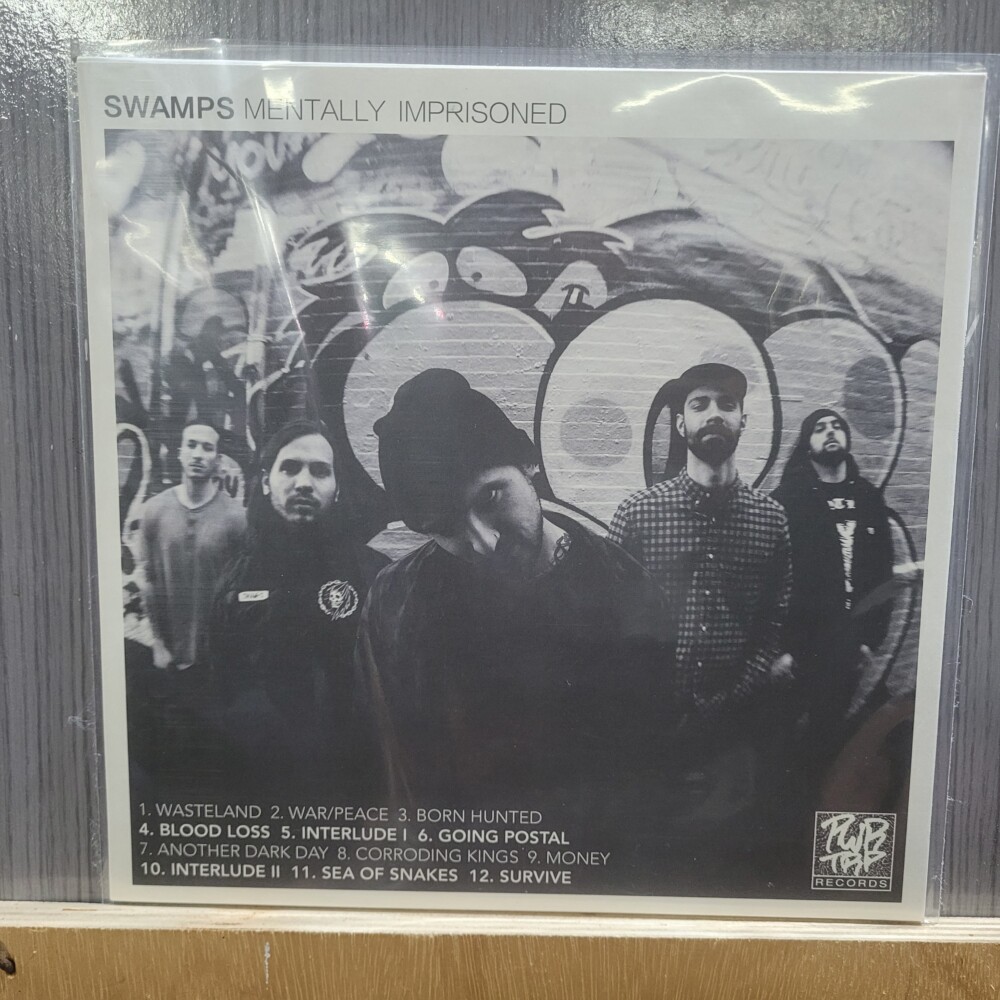 SWAMPS MENTALLY IMPRISONED
1. WASTELAND 2. WAR/PEACE 3. BORN HUNTED
4. BLOOD LOSS 5. INTERLUDE I 6. GOING POSTAL
7. ANOTHER DARK DAY 8. CORRODING KINGS 9. MONEY
10. INTERLUDE II 11. SEA OF SNAKES 12. SURVIVE
PWR
TRP
RECORDS